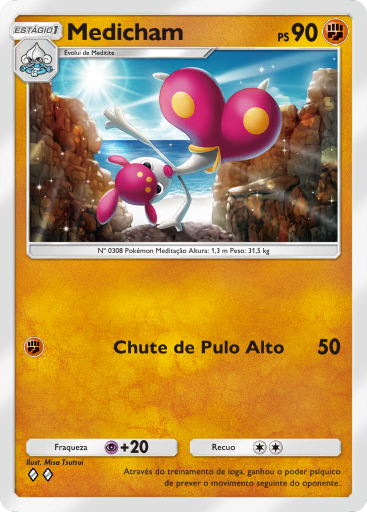 ESTÁGIO 1
Medicham
PS 90
Evolui de Meditite
N° 0308 Pokémon Meditação Altura: 1,3 m Peso: 31,5 kg
Chute de Pulo Alto 50
Fraqueza +20 Recuo
Ilust. Misa Tsutsui
Através do treinamento de ioga, ganhou o poder psíquico
de prever o movimento seguinte do oponente.